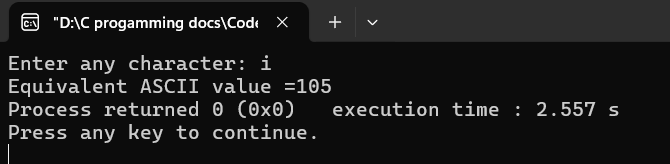 "D:\C progamming docs\Code
Enter any character: i
Equivalent ASCII value =105
Process returned 0 (0x0)   execution time : 2.557 s
Press any key to continue.